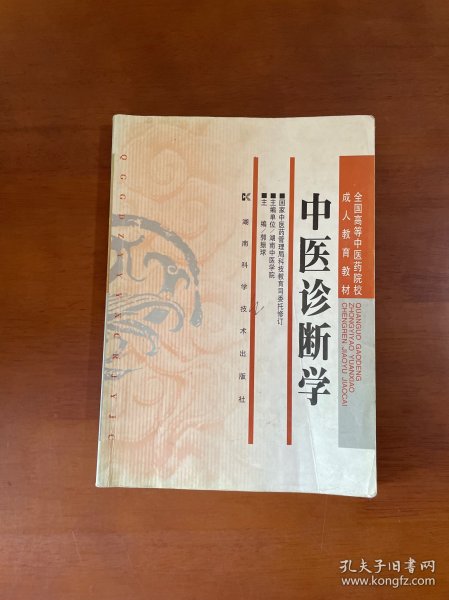 全国高等中医药院校
成人教育教材
QUANGUO GAODENG
ZHONGYIYAO YUANXIAO
CHENGREN JIAOYU JIAOCAI
中医诊断学
■国家中医药管理局科技教育司委托修订
■主编单位/湖南中医学院
■主 编/郭振球
湖南科学技术出版社
孔夫子旧书网
www.kongfz.com